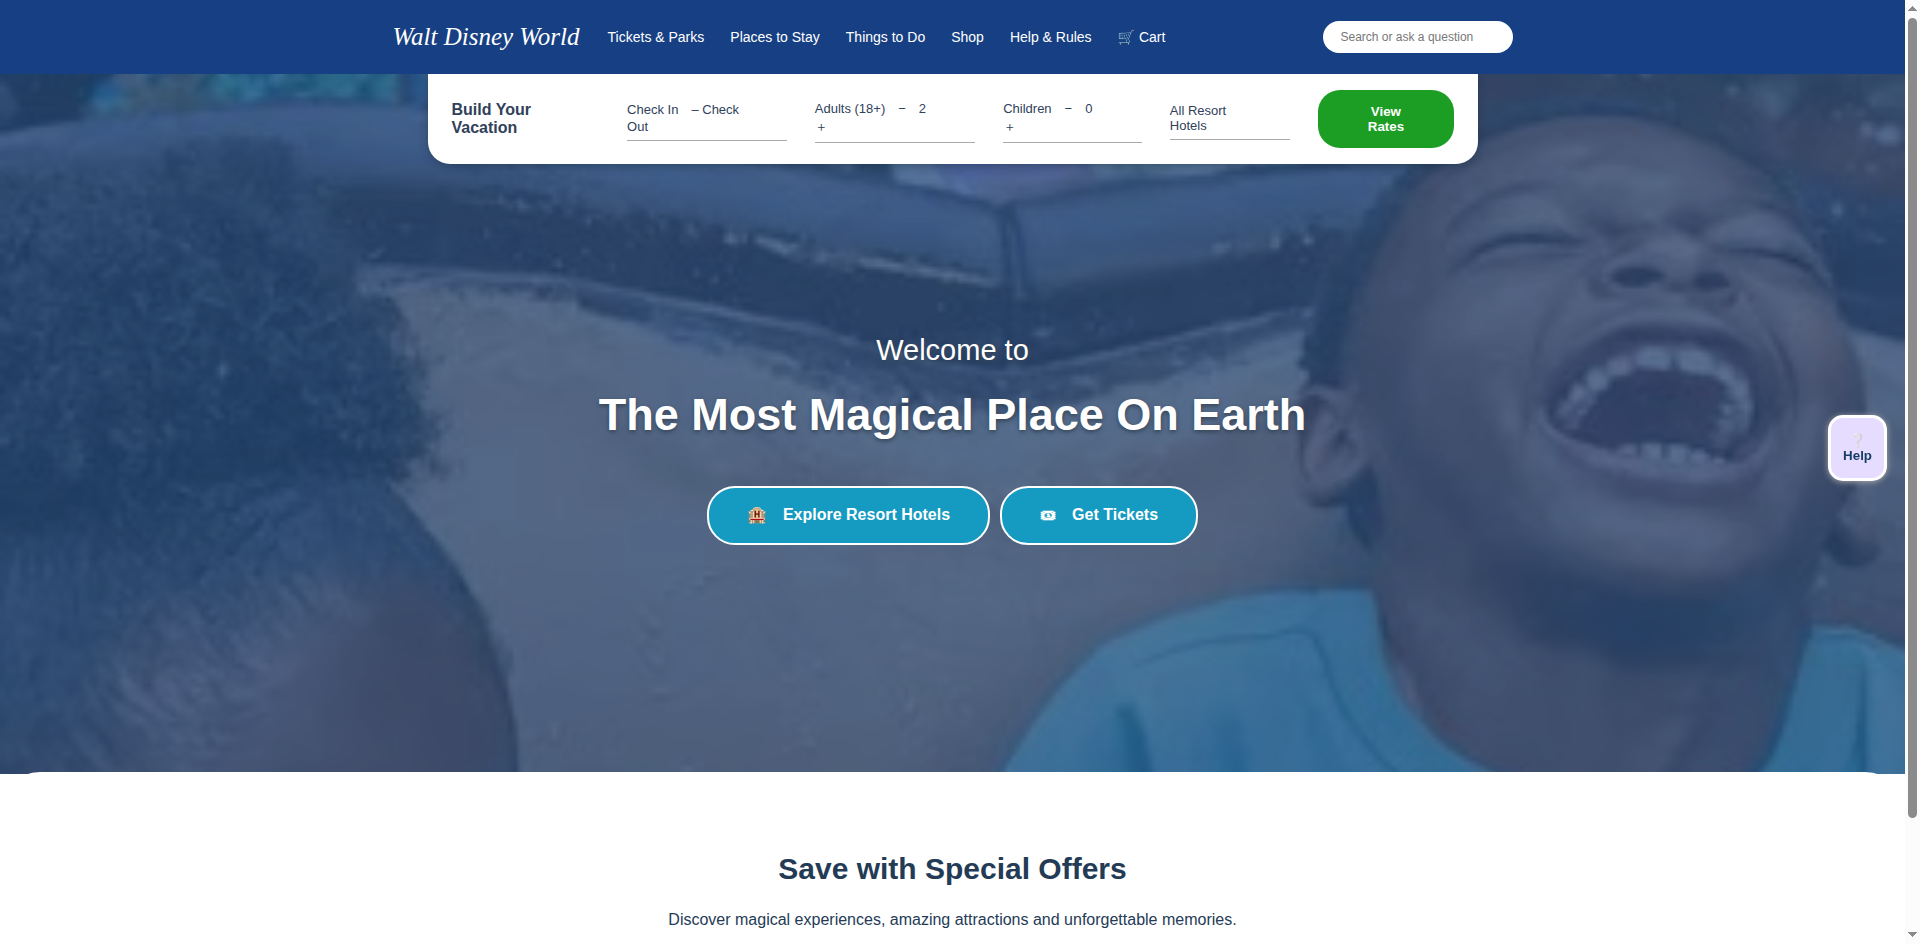 Walt Disney World
Tickets & Parks
Places to Stay
Things to Do
Shop
Help & Rules
🛒 Cart
Search or ask a question
Build Your
Vacation
Check In – Check
Out
Adults (18+) − 2
+
Children − 0
+
All Resort
Hotels
View
Rates
Welcome to
The Most Magical Place On Earth
🏨 Explore Resort Hotels
🎟 Get Tickets
❔
Help
Save with Special Offers
Discover magical experiences, amazing attractions and unforgettable memories.